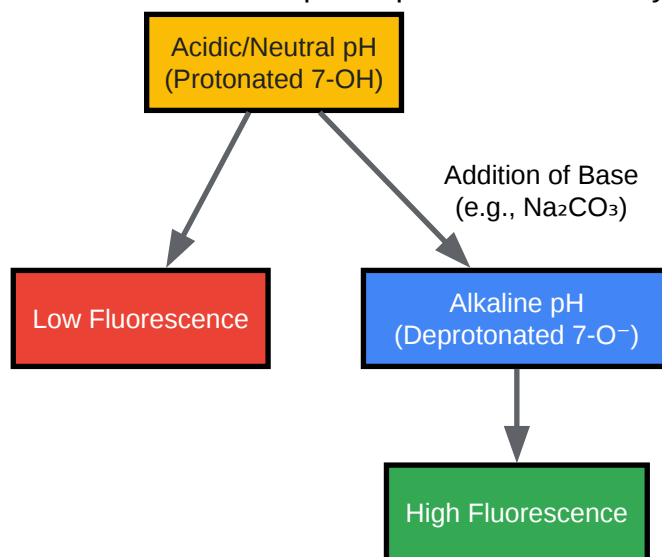 Acidic/Neutral pH
(Protonated 7-OH)
Addition of Base
(e.g., Na₂CO₃)
Low Fluorescence
Alkaline pH
(Deprotonated 7-O⁻)
High Fluorescence